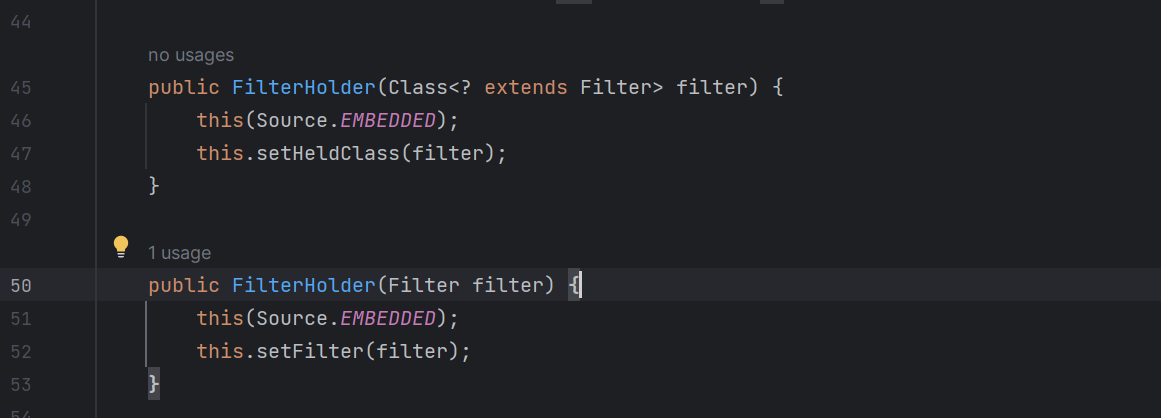 44
no usages
45 public FilterHolder(Class<? extends Filter> filter) {
46 this(Source.EMBEDDED);
47 this.setHeldClass(filter);
48 }
49
1 usage
50 public FilterHolder(Filter filter) {
51 this(Source.EMBEDDED);
52 this.setFilter(filter);
53 }
54